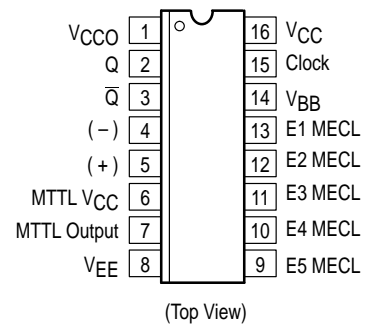 VCCO 1 16 VCC
Q 2 15 Clock
Q̅ 3 14 VBB
( – ) 4 13 E1 MECL
( + ) 5 12 E2 MECL
MTTL VCC 6 11 E3 MECL
MTTL Output 7 10 E4 MECL
VEE 8 9 E5 MECL
(Top View)